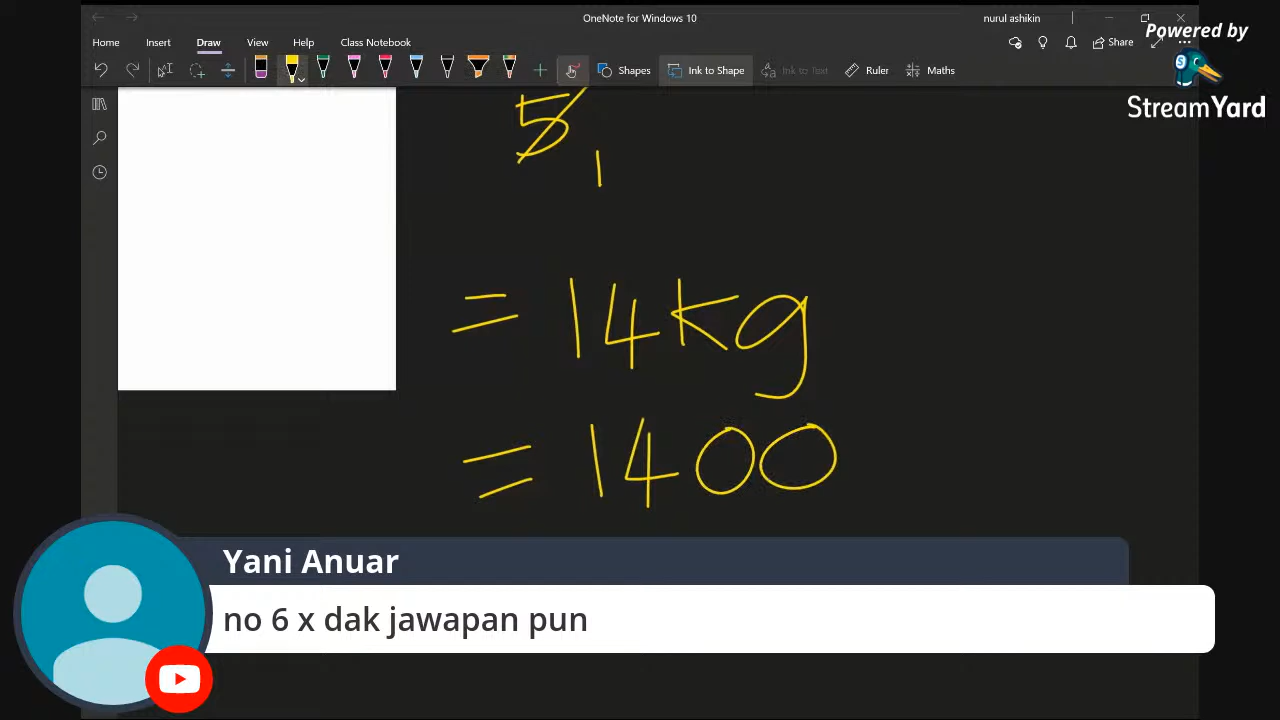 OneNote for Windows 10
nurul ashikin
Powered by
StreamYard
Home Insert Draw View Help Class Notebook
Share
Shapes Ink to Shape Ink to Text Ruler Maths
5
1
= 14kg
= 1400
Yani Anuar
no 6 x dak jawapan pun